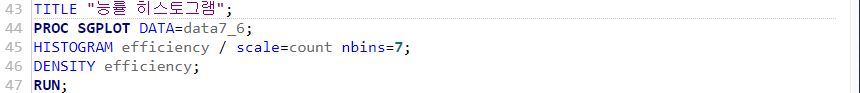 43 TITLE "능률 히스토그램";
44 PROC SGPLOT DATA=data7_6;
45 HISTOGRAM efficiency / scale=count nbins=7;
46 DENSITY efficiency;
47 RUN;